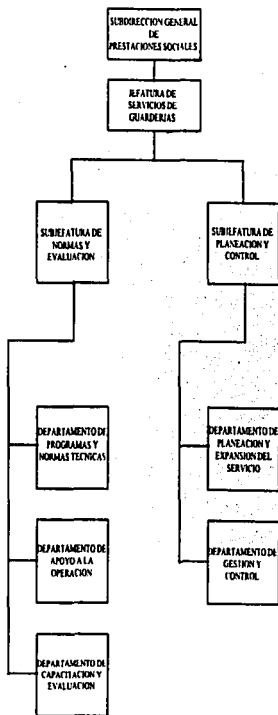 SUBDIRECCION GENERAL
DE
PRESTACIONES SOCIALES
JEFATURA DE
SERVICIOS DE
GUARDERIAS
SUBJEFATURA DE
NORMAS Y
EVALUACION
SUBJEFATURA DE
PLANEACION Y
CONTROL
DEPARTAMENTO DE
PROGRAMAS Y
NORMAS TECNICAS
DEPARTAMENTO DE
PLANEACION Y
EXPANSION DEL
SERVICIO
DEPARTAMENTO DE
APOYO A LA
OPERACION
DEPARTAMENTO DE
GESTION Y
CONTROL
DEPARTAMENTO DE
CAPACITACION Y
EVALUACION